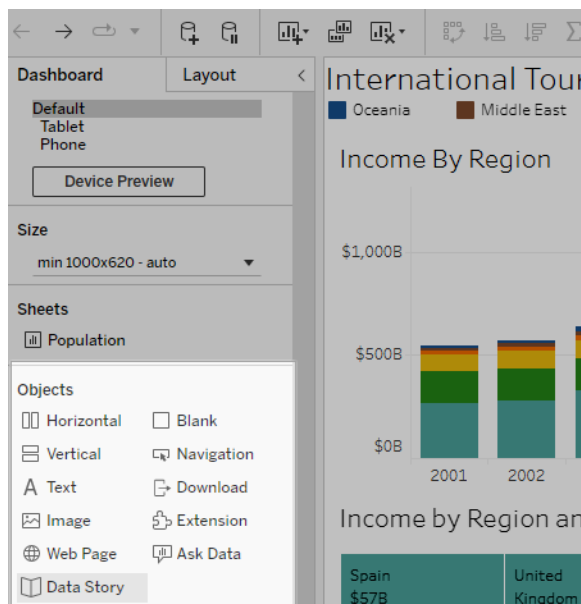 Dashboard
Layout
Default
Tablet
Phone
Device Preview
Size
min 1000x620 - auto
Sheets
Population
Objects
Horizontal
Blank
Vertical
Navigation
Text
Download
Image
Extension
Web Page
Ask Data
Data Story
International Tour
Oceania
Middle East
Income By Region
$1,000B
$500B
$0B
2001
2002
Income by Region an
Spain
$57B
United
Kingdom